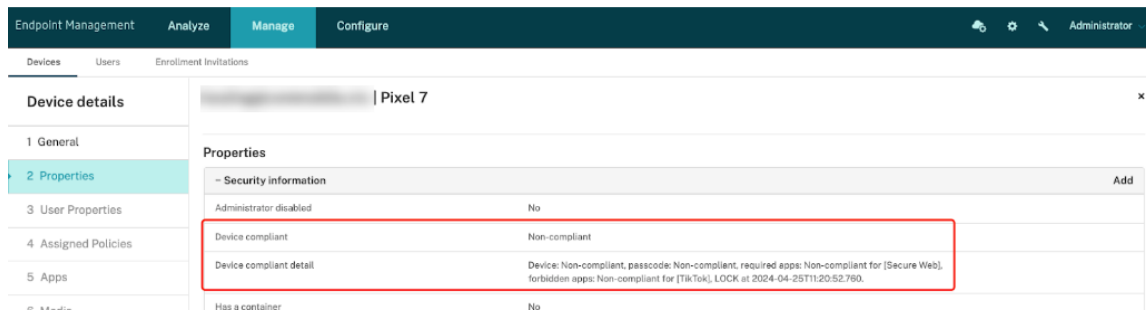 Endpoint Management Analyze Manage Configure Administrator
Devices Users Enrollment Invitations
Device details
| Pixel 7
×
1 General
2 Properties
3 User Properties
4 Assigned Policies
5 Apps
6 Media
Properties
− Security information Add
Administrator disabled No
Device compliant Non-compliant
Device compliant detail Device: Non-compliant, passcode: Non-compliant, required apps: Non-compliant for [Secure Web],
forbidden apps: Non-compliant for [TikTok], LOCK at 2024-04-25T11:20:52.760.
Has a container No